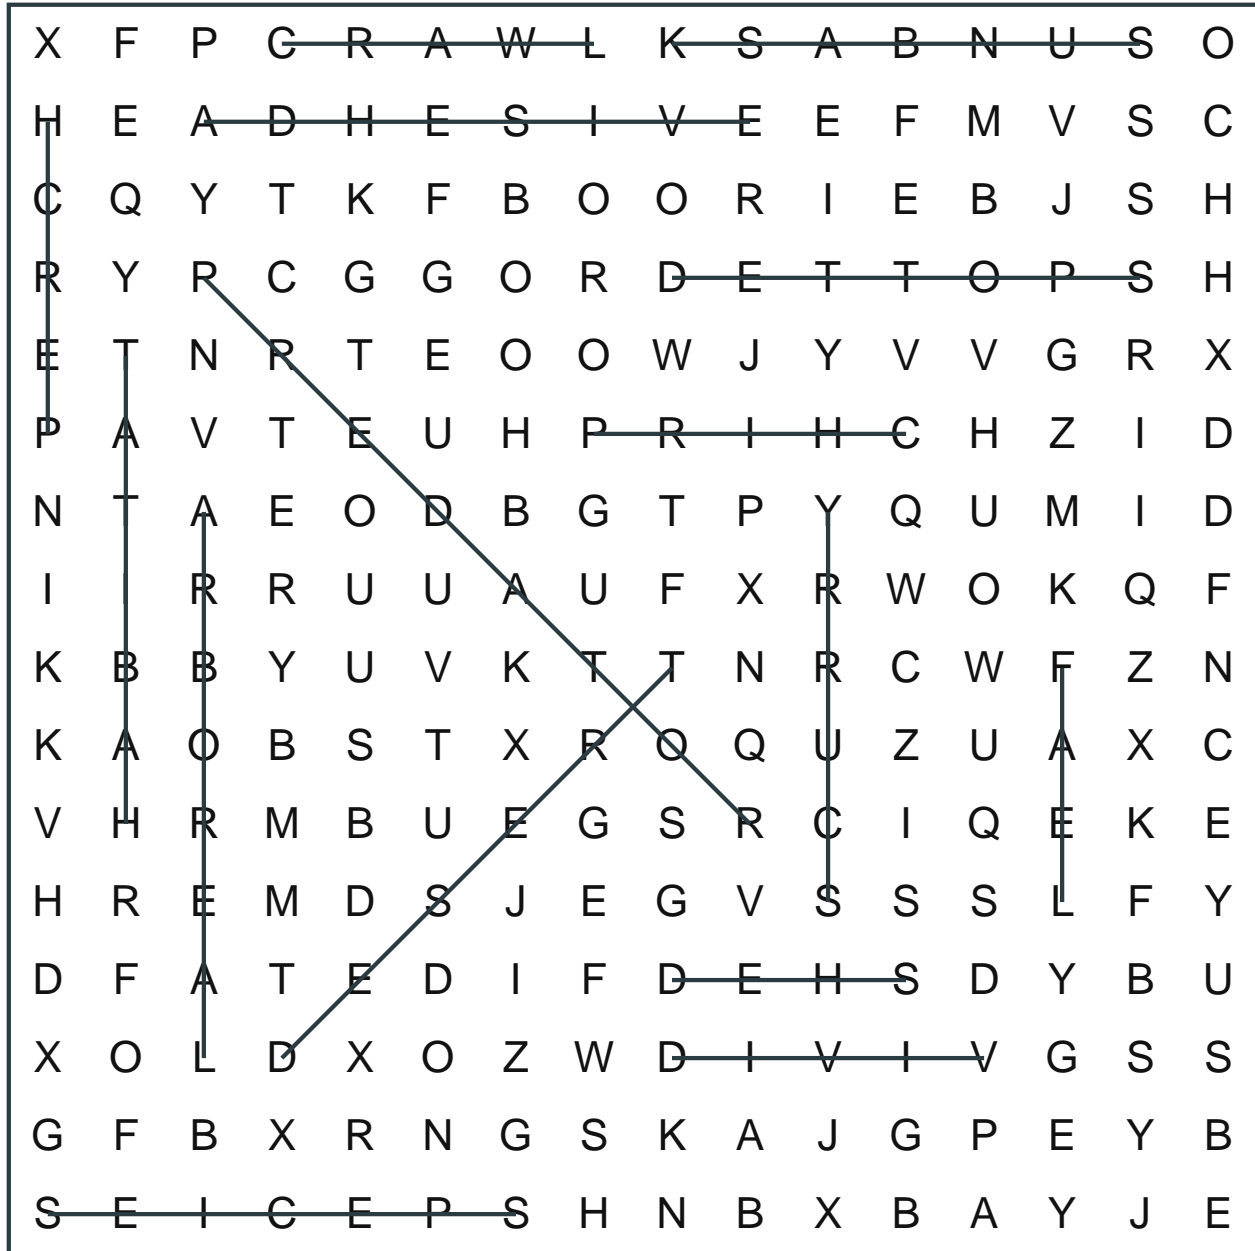 X F P C R A W L K S A B N U S O
H E A D H E S I V E E F M V S C
C Q Y T K F B O O R I E B J S H
R Y R C G G O R D E T T O P S H
E T N R T E O O W J Y V V G R X
P A V T E U H P R I H C H Z I D
N T A E O D B G T P Y Q U M I D
I I R R U U A U F X R W O K Q F
K B B Y U V K T T N R C W F Z N
K A O B S T X R O Q U Z U A X C
V H R M B U E G S R C I Q E K E
H R E M D S J E G V S S S L F Y
D F A T E D I F D E H S D Y B U
X O L D X O Z W D I V I V G S S
G F B X R N G S K A J G P E Y B
S E I C E P S H N B X B A Y J E